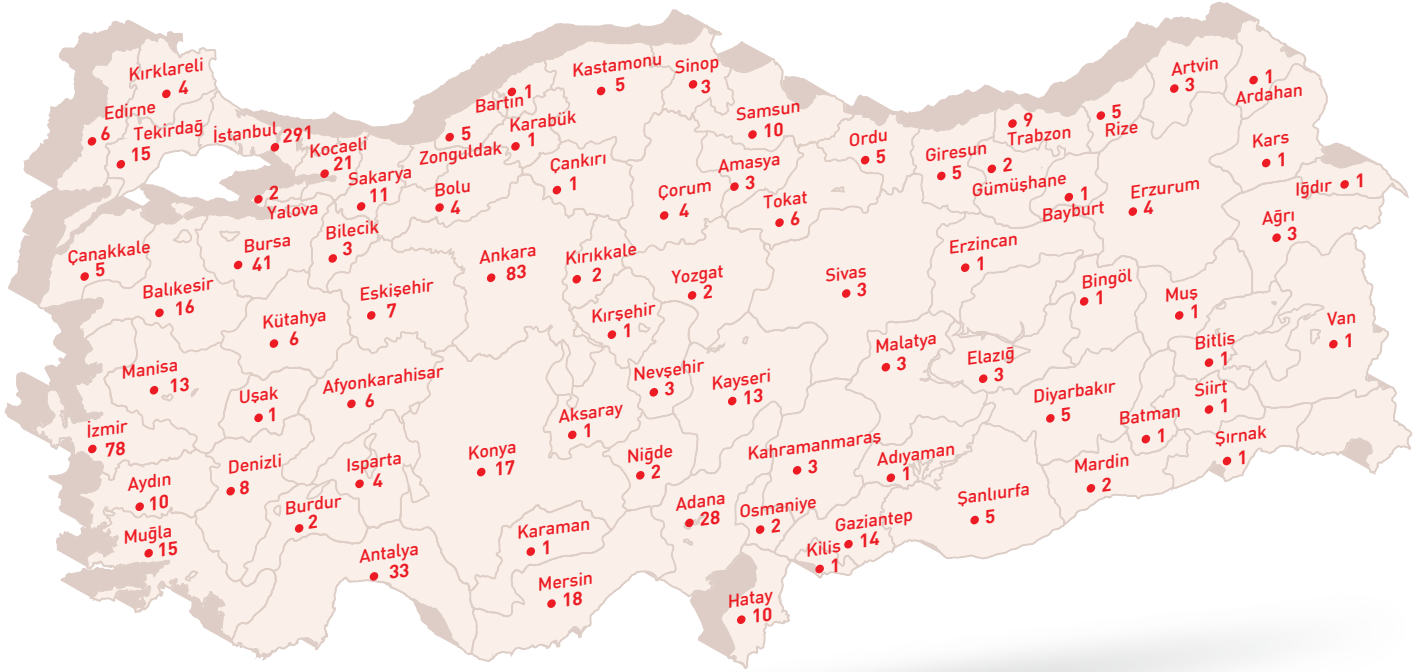 Kırklareli
4
Edirne
6
Tekirdağ
15
İstanbul 291
Kocaeli
21
Sakarya
11
2
Yalova
Bartın 1
5
Zonguldak
Karabük
1
Kastamonu
5
Sinop
3
Samsun
10
Çankırı
1
Bolu
4
Amasya
3
Çorum
4
Tokat
6
Ordu
5
Giresun
5
2
Gümüşhane
9
Trabzon
5
Rize
Artvin
3
1
Ardahan
Kars
1
Iğdır 1
Ağrı
3
Erzurum
4
1
Bayburt
Erzincan
1
Çanakkale
5
Bursa
41
Bilecik
3
Balıkesir
16
Kütahya
6
Eskişehir
7
Ankara
83
Kırıkkale
2
Yozgat
2
Kırşehir
1
Sivas
3
Bingöl
1
Muş
1
Van
1
Bitlis
1
Siirt
1
Manisa
13
Uşak
1
Afyonkarahisar
6
Nevşehir
3
Kayseri
13
Malatya
3
Elazığ
3
Diyarbakır
5
Batman
1
Şırnak
1
Mardin
2
İzmir
78
Aydın
10
Denizli
8
Isparta
4
Burdur
2
Muğla
15
Antalya
33
Konya
17
Aksaray
1
Niğde
2
Karaman
1
Mersin
18
Adana
28
Kahramanmaraş
3
Osmaniye
2
Adıyaman
1
Gaziantep
14
Kilis
1
Şanlıurfa
5
Hatay
10